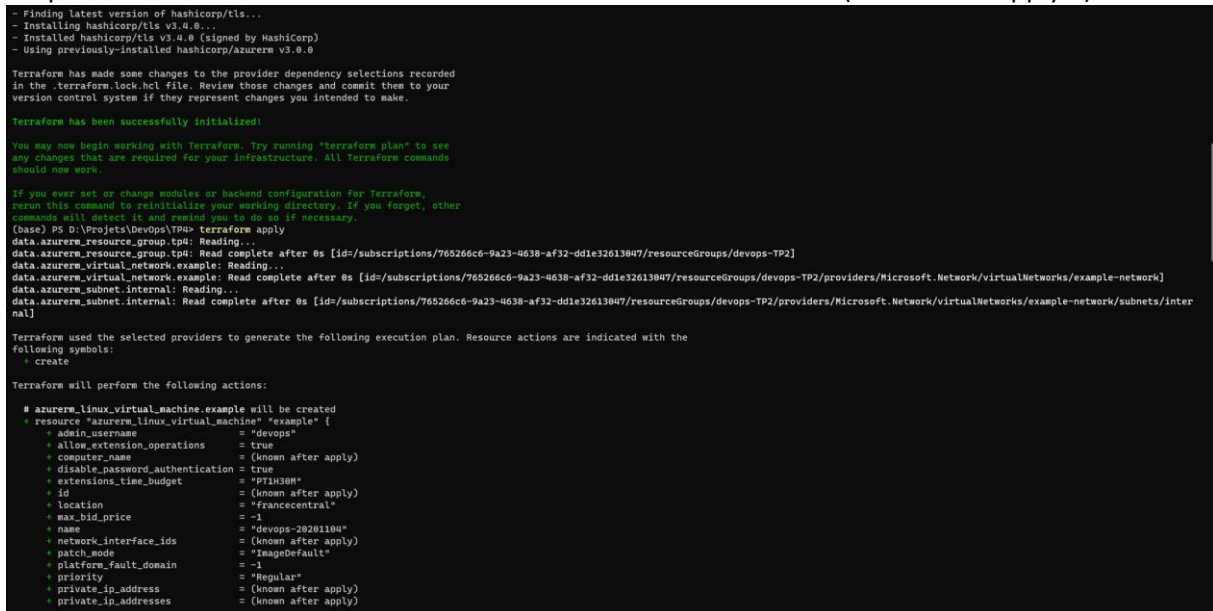 - Finding latest version of hashicorp/tls...
- Installing hashicorp/tls v3.4.0...
- Installed hashicorp/tls v3.4.0 (signed by HashiCorp)
- Using previously-installed hashicorp/azurerm v3.0.0
Terraform has made some changes to the provider dependency selections recorded
in the .terraform.lock.hcl file. Review those changes and commit them to your
version control system if they represent changes you intended to make.
Terraform has been successfully initialized!
You may now begin working with Terraform. Try running "terraform plan" to see
any changes that are required for your infrastructure. All Terraform commands
should now work.
If you ever set or change modules or backend configuration for Terraform,
rerun this command to reinitialize your working directory. If you forget, other
commands will detect it and remind you to do so if necessary.
(base) PS D:\Projets\DevOps\TP4> terraform apply
data.azurerm_resource_group.tp4: Reading...
data.azurerm_resource_group.tp4: Read complete after 0s [id=/subscriptions/765266c6-9a23-4638-af32-dd1e32613047/resourceGroups/devops-TP2]
data.azurerm_virtual_network.example: Reading...
data.azurerm_virtual_network.example: Read complete after 0s [id=/subscriptions/765266c6-9a23-4638-af32-dd1e32613047/resourceGroups/devops-TP2/providers/Microsoft.Network/virtualNetworks/example-network]
data.azurerm_subnet.internal: Reading...
data.azurerm_subnet.internal: Read complete after 0s [id=/subscriptions/765266c6-9a23-4638-af32-dd1e32613047/resourceGroups/devops-TP2/providers/Microsoft.Network/virtualNetworks/example-network/subnets/inter
nal]
Terraform used the selected providers to generate the following execution plan. Resource actions are indicated with the
following symbols:
+ create
Terraform will perform the following actions:
# azurerm_linux_virtual_machine.example will be created
+ resource "azurerm_linux_virtual_machine" "example" {
+ admin_username = "devops"
+ allow_extension_operations = true
+ computer_name = (known after apply)
+ disable_password_authentication = true
+ extensions_time_budget = "PT1H30M"
+ id = (known after apply)
+ location = "francecentral"
+ max_bid_price = -1
+ name = "devops-20201104"
+ network_interface_ids = (known after apply)
+ patch_mode = "ImageDefault"
+ platform_fault_domain = -1
+ priority = "Regular"
+ private_ip_address = (known after apply)
+ private_ip_addresses = (known after apply)